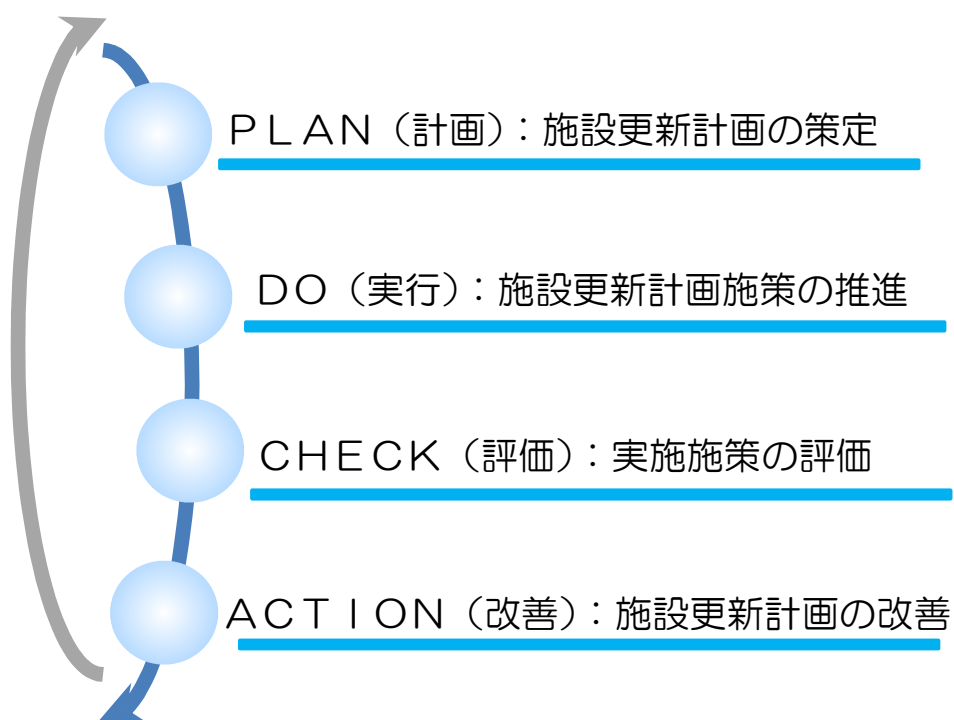 PLAN(計画):施設更新計画の策定
DO(実行):施設更新計画施策の推進
CHECK(評価):実施施策の評価
ACTION(改善):施設更新計画の改善